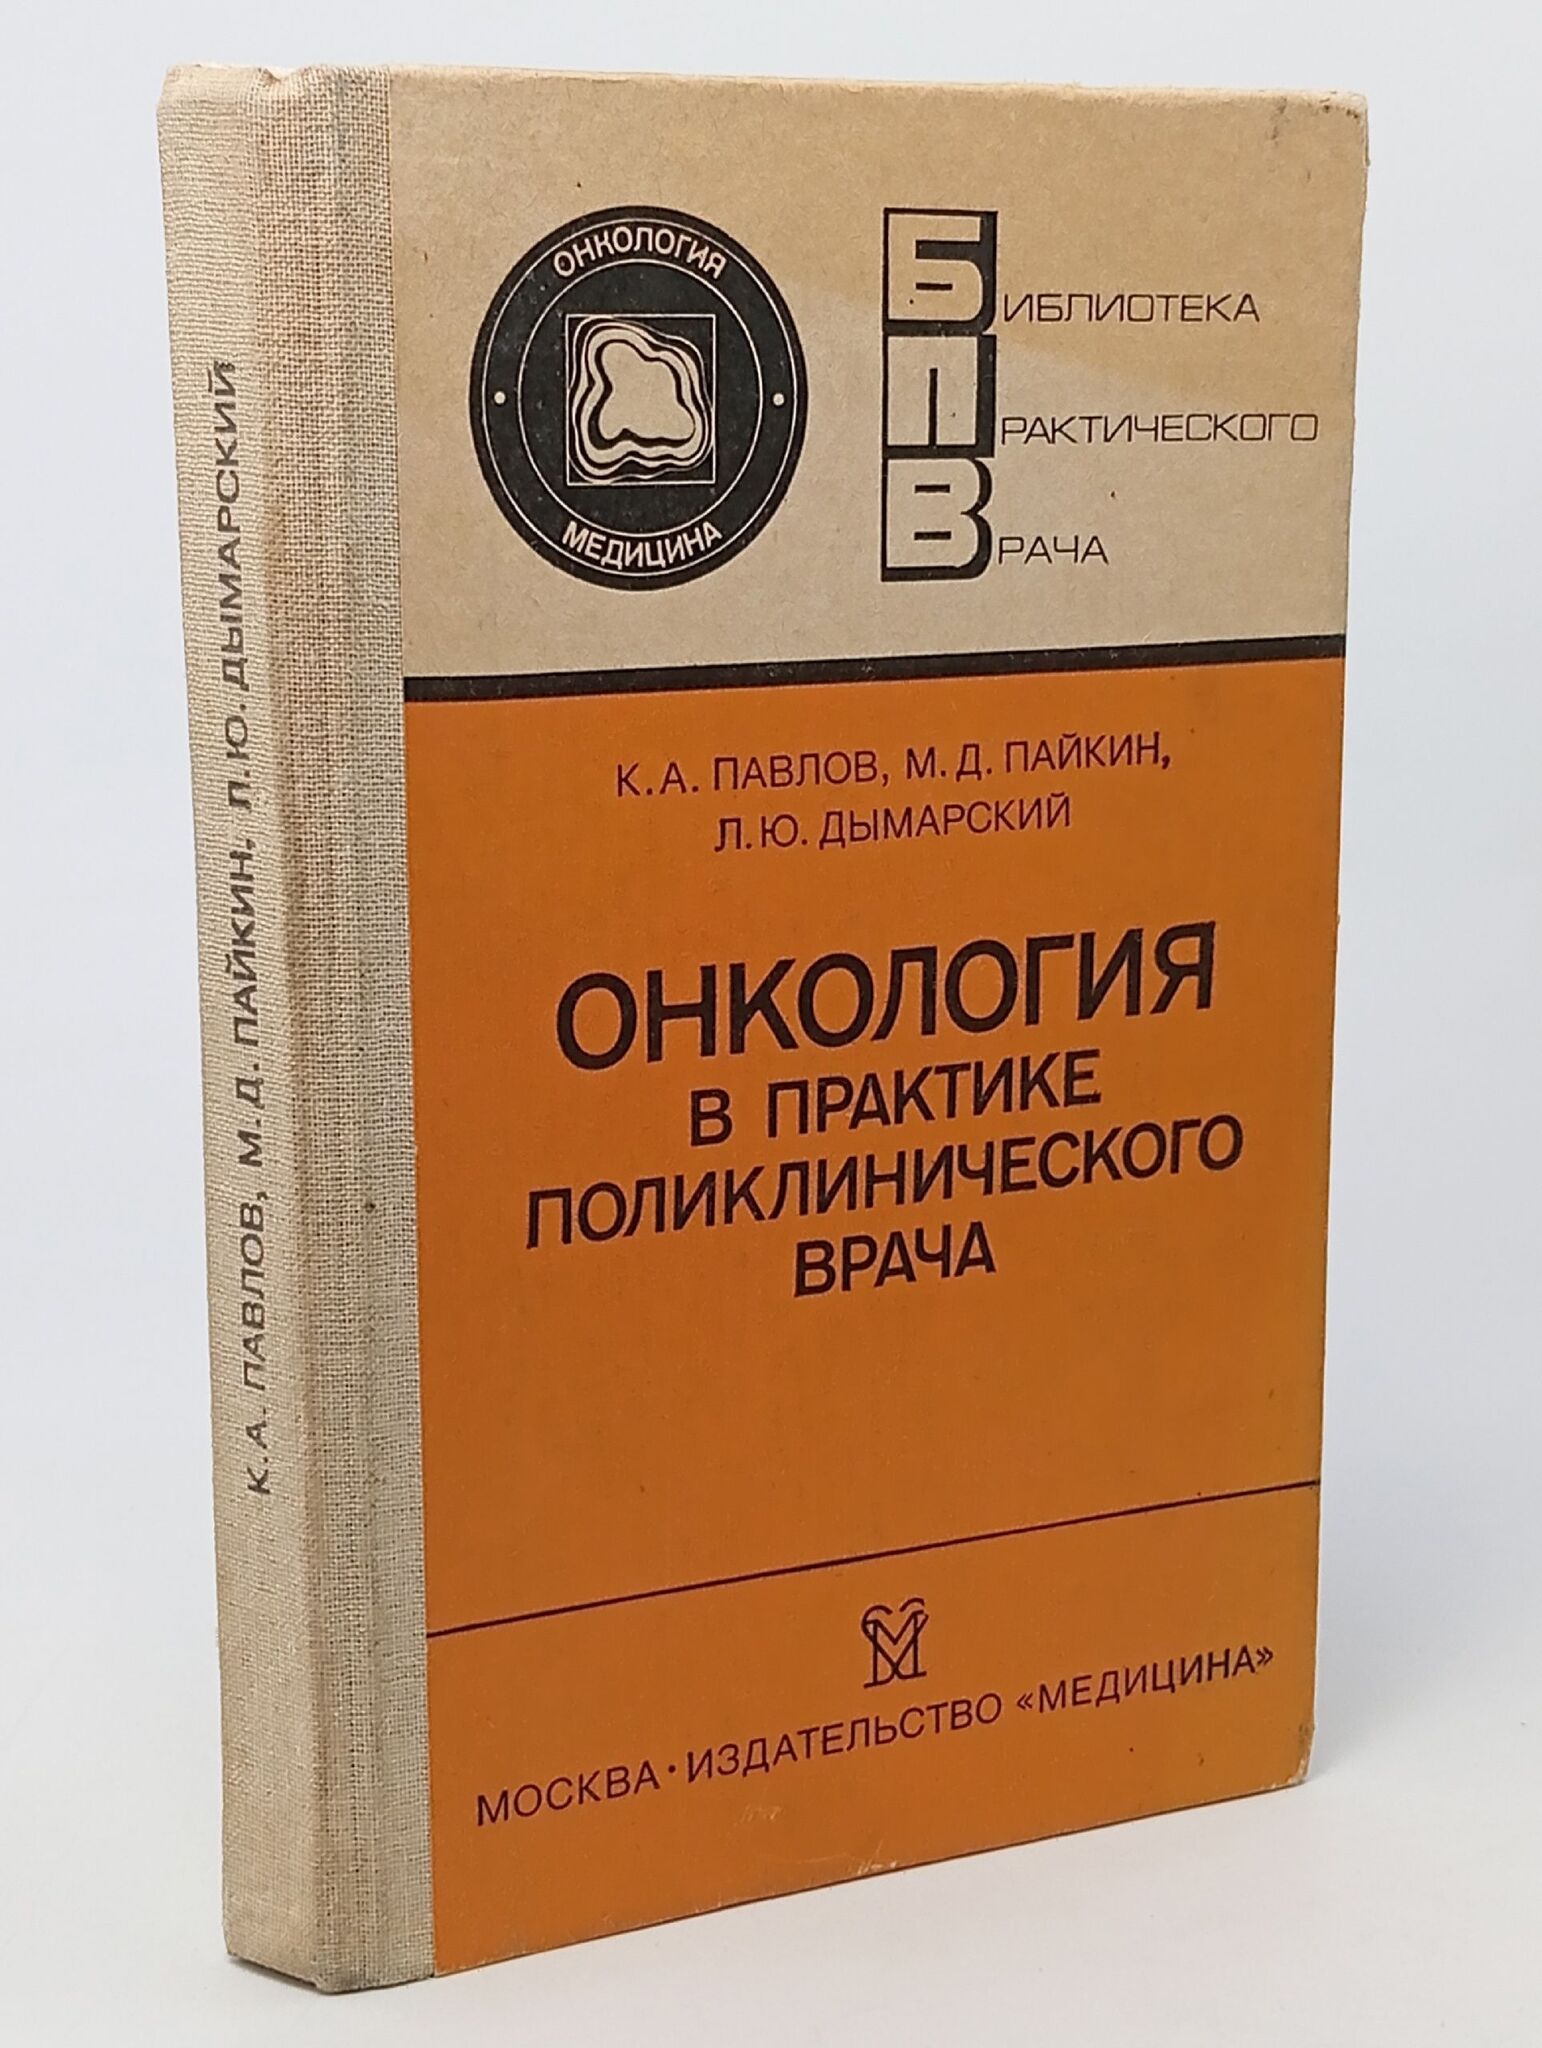 К.А. ПАВЛОВ, М.Д. ПАЙКИН, Л.Ю. ДЫМАРСКИЙ
ОНКОЛОГИЯ
МЕДИЦИНА
БИБЛИОТЕКА
ПРАКТИЧЕСКОГО
ВРАЧА
К.А. ПАВЛОВ, М.Д. ПАЙКИН,
Л.Ю. ДЫМАРСКИЙ
ОНКОЛОГИЯ
В ПРАКТИКЕ
ПОЛИКЛИНИЧЕСКОГО
ВРАЧА
МОСКВА · ИЗДАТЕЛЬСТВО «МЕДИЦИНА»